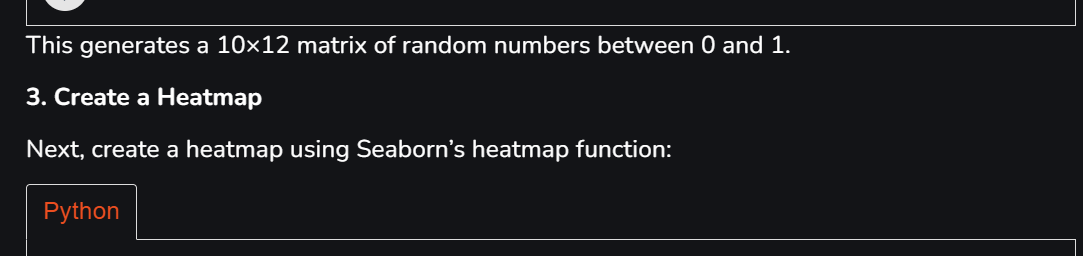 This generates a 10×12 matrix of random numbers between 0 and 1.
3. Create a Heatmap
Next, create a heatmap using Seaborn’s heatmap function:
Python